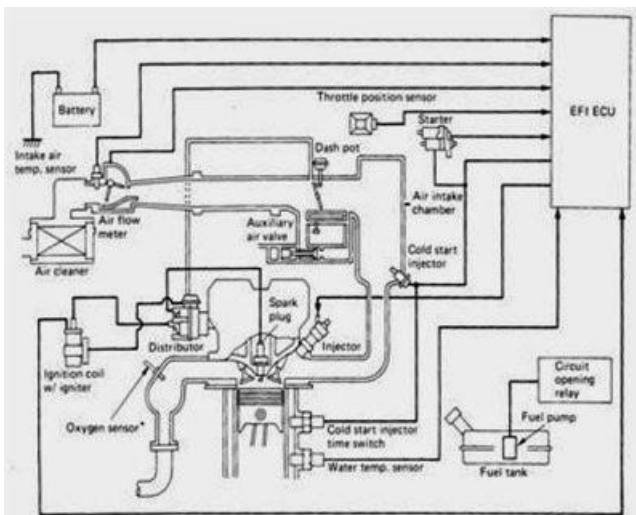 Battery
Throttle position sensor
Starter
EFI ECU
Intake air
temp. sensor
Dash pot
Air intake
chamber
Air flow
meter
Auxiliary
air valve
Cold start
injector
Air cleaner
Spark
plug
Distributor
Injector
Ignition coil
w/ igniter
Circuit
opening
relay
Oxygen sensor*
Cold start injector
time switch
Fuel pump
Water temp. sensor
Fuel tank